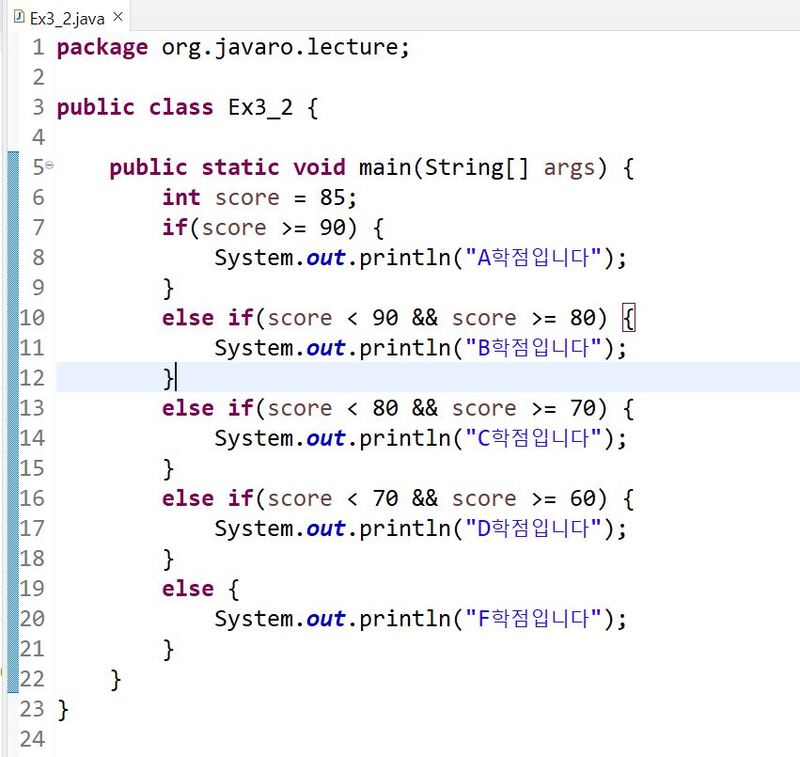 Ex3_2.java
1 package org.javaro.lecture;
2
3 public class Ex3_2 {
4
5     public static void main(String[] args) {
6         int score = 85;
7         if(score >= 90) {
8             System.out.println("A학점입니다");
9         }
10         else if(score < 90 && score >= 80) {
11             System.out.println("B학점입니다");
12         }
13         else if(score < 80 && score >= 70) {
14             System.out.println("C학점입니다");
15         }
16         else if(score < 70 && score >= 60) {
17             System.out.println("D학점입니다");
18         }
19         else {
20             System.out.println("F학점입니다");
21         }
22     }
23 }
24